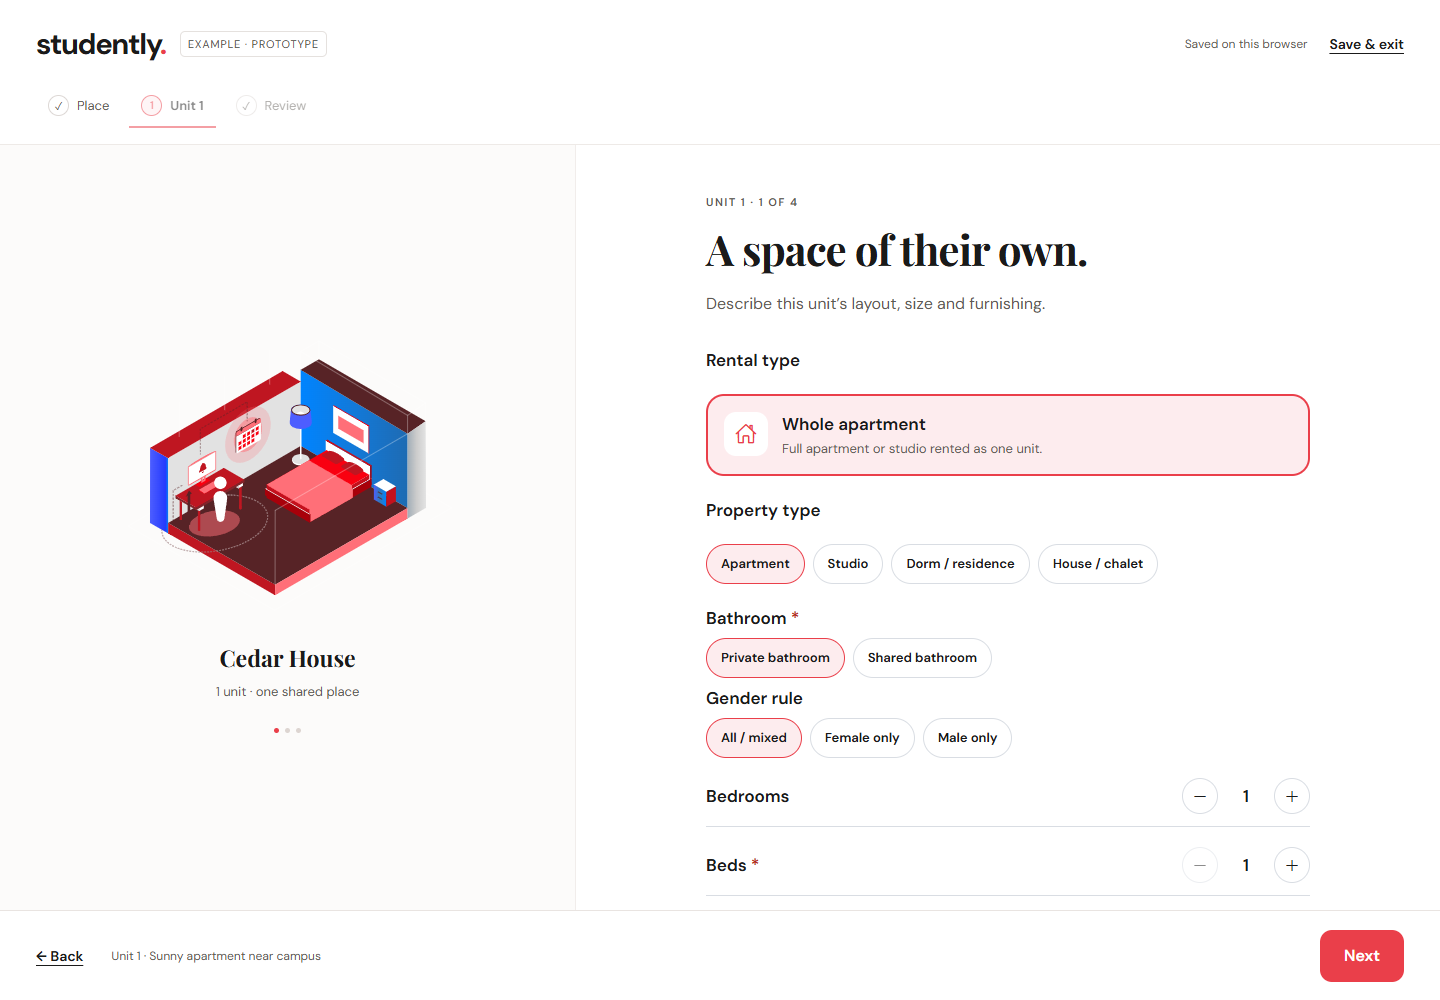 studently.
EXAMPLE · PROTOTYPE
Saved on this browser
Save & exit
✓ Place
1 Unit 1
✓ Review
UNIT 1 · 1 OF 4
A space of their own.
Describe this unit’s layout, size and furnishing.
Rental type
Whole apartment
Full apartment or studio rented as one unit.
Property type
Apartment
Studio
Dorm / residence
House / chalet
Bathroom *
Private bathroom
Shared bathroom
Gender rule
All / mixed
Female only
Male only
Bedrooms
− 1 +
Beds *
− 1 +
Cedar House
1 unit · one shared place
← Back
Unit 1 · Sunny apartment near campus
Next